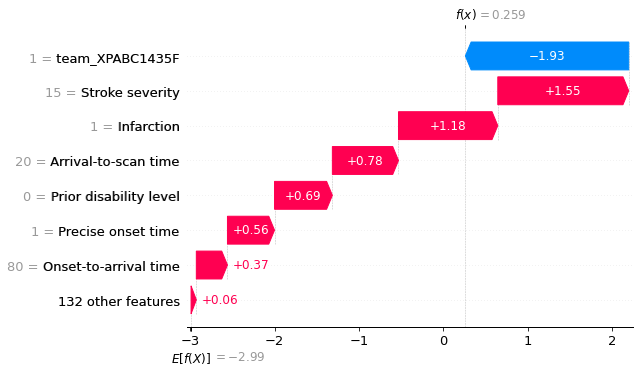 f(x) = 0.259
1 = team_XPABC1435F
−1.93
15 = Stroke severity
+1.55
1 = Infarction
+1.18
20 = Arrival-to-scan time
+0.78
0 = Prior disability level
+0.69
1 = Precise onset time
+0.56
80 = Onset-to-arrival time
+0.37
132 other features
+0.06
−3 −2 −1 0 1 2
E[f(X)] = −2.99